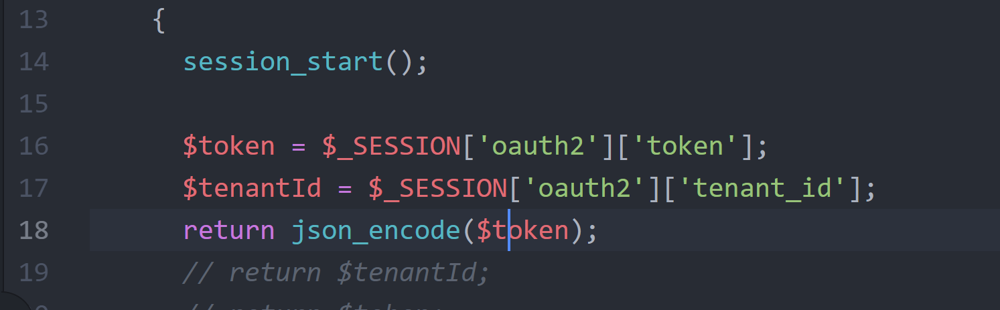 13 {
14 session_start();
15
16 $token = $_SESSION['oauth2']['token'];
17 $tenantId = $_SESSION['oauth2']['tenant_id'];
18 return json_encode($token);
19 // return $tenantId;